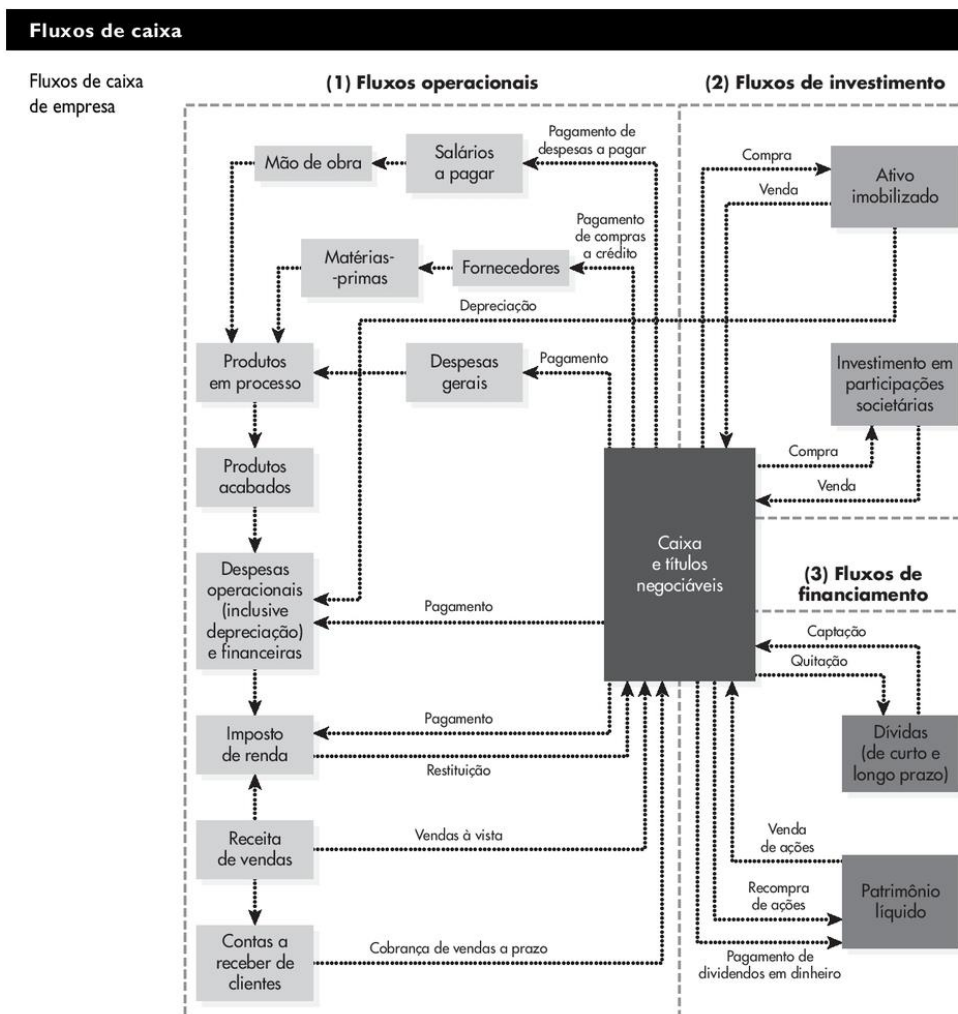 Fluxos de caixa
Fluxos de caixa
de empresa
(1) Fluxos operacionais
(2) Fluxos de investimento
Mão de obra
Salários
a pagar
Pagamento de
despesas a pagar
Compra
Venda
Ativo
imobilizado
Matérias-
-primas
Fornecedores
Pagamento
de compras
a crédito
Depreciação
Produtos
em processo
Despesas
gerais
Pagamento
Investimento em
participações
societárias
Compra
Venda
Produtos
acabados
Caixa
e títulos
negociáveis
(3) Fluxos de
financiamento
Despesas
operacionais
(inclusive
depreciação)
e financeiras
Pagamento
Captação
Quitação
Dívidas
(de curto e
longo prazo)
Imposto
de renda
Pagamento
Restituição
Receita
de vendas
Vendas à vista
Venda
de ações
Recompra
de ações
Patrimônio
líquido
Pagamento de
dividendos em dinheiro
Contas a
receber de
clientes
Cobrança de vendas a prazo